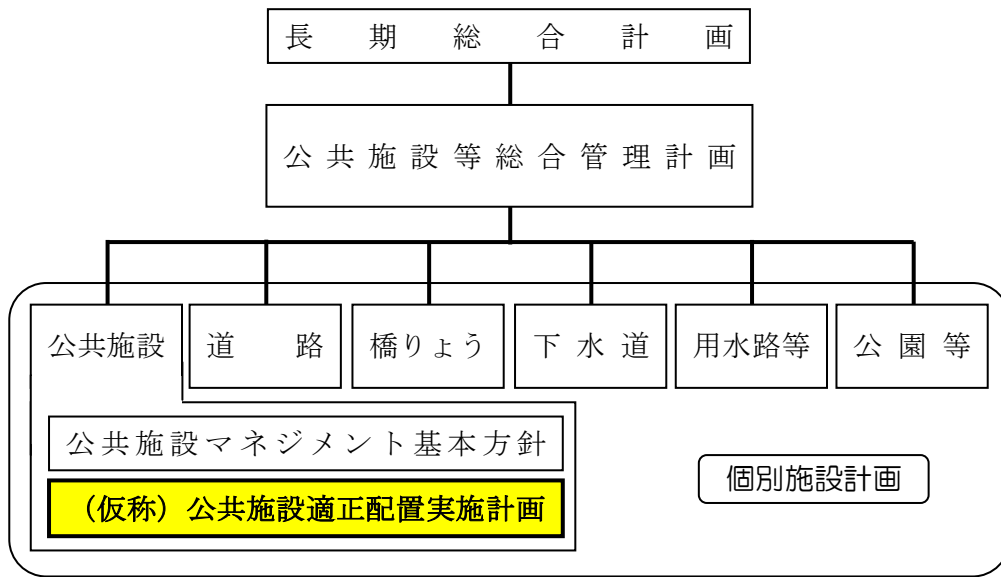 長期総合計画
公共施設等総合管理計画
公共施設
道路
橋りょう
下水道
用水路等
公園等
公共施設マネジメント基本方針
（仮称）公共施設適正配置実施計画
個別施設計画